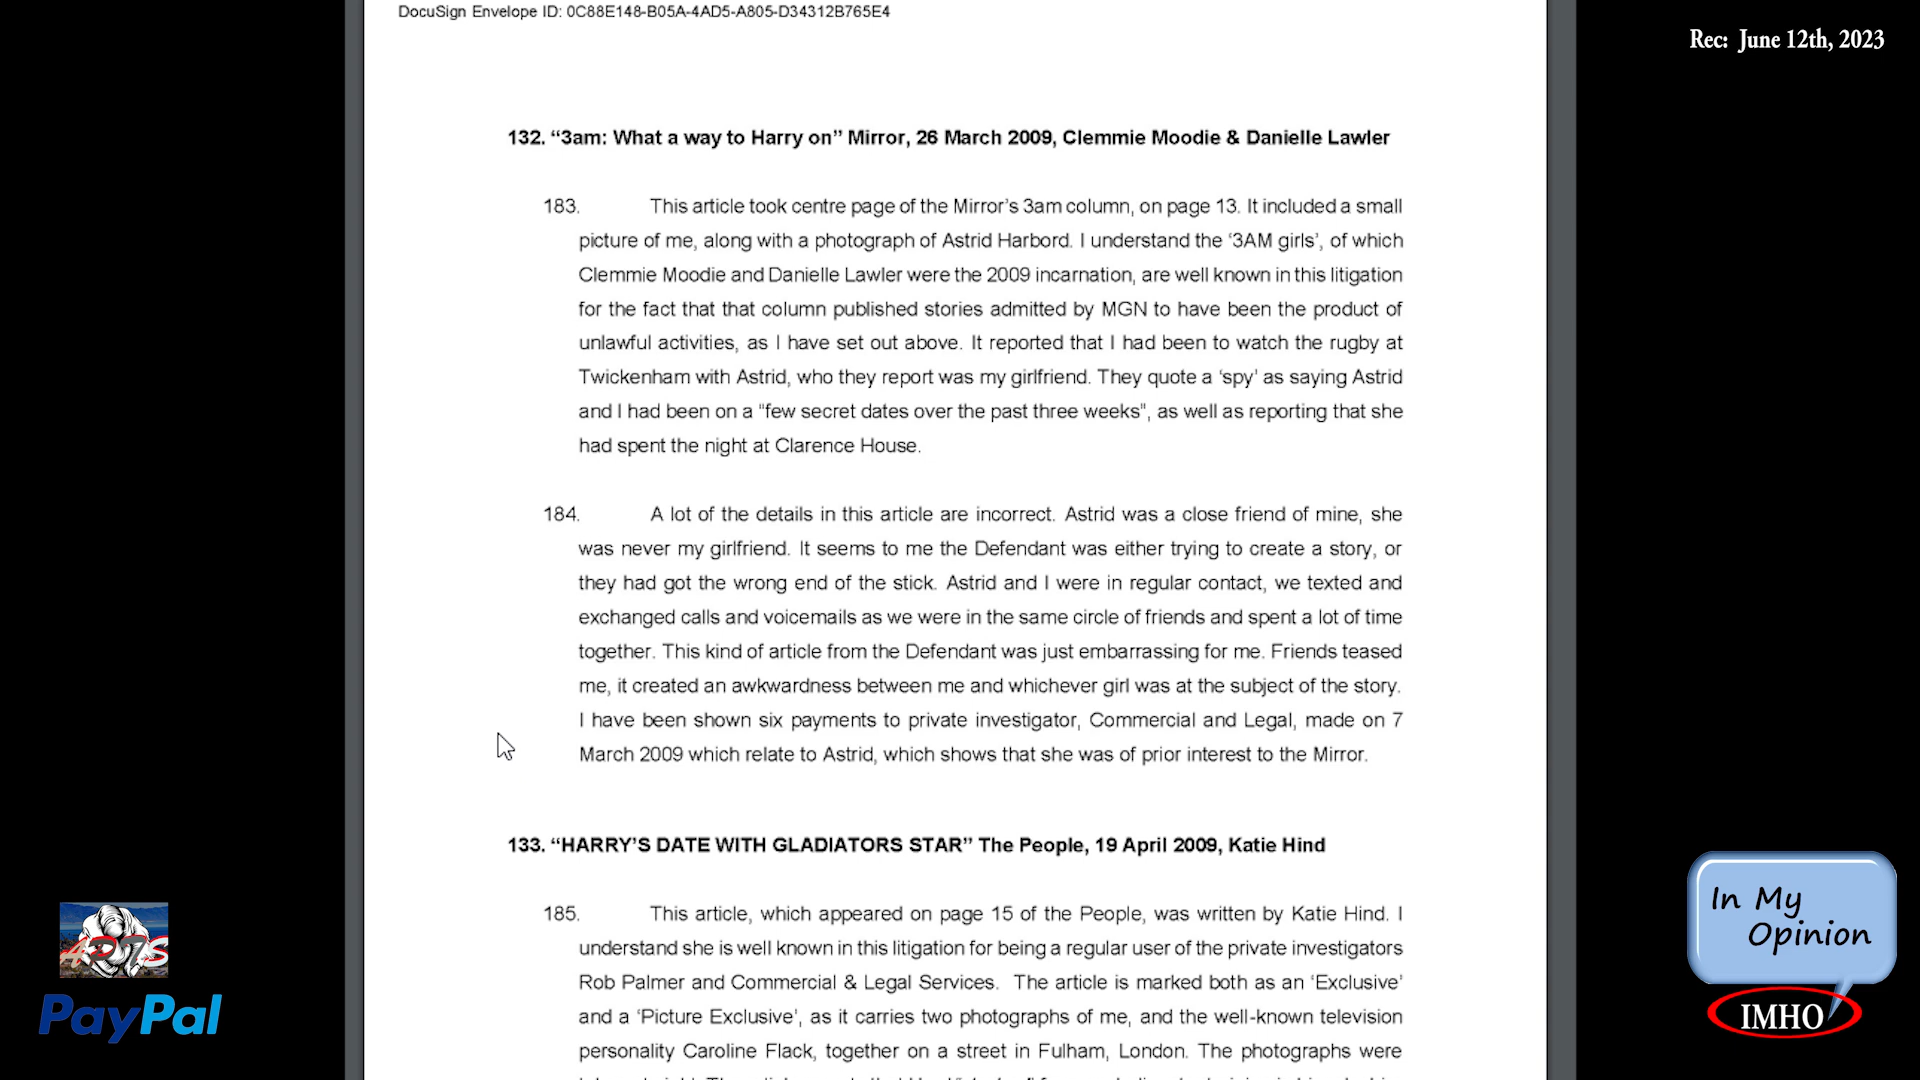 DocuSign Envelope ID: 0C88E148-B05A-4AD5-A805-D34312B765E4
Rec: June 12th, 2023
132. “3am: What a way to Harry on” Mirror, 26 March 2009, Clemmie Moodie & Danielle Lawler
183. This article took centre page of the Mirror’s 3am column, on page 13. It included a small
picture of me, along with a photograph of Astrid Harbord. I understand the ‘3AM girls’, of which
Clemmie Moodie and Danielle Lawler were the 2009 incarnation, are well known in this litigation
for the fact that that column published stories admitted by MGN to have been the product of
unlawful activities, as I have set out above. It reported that I had been to watch the rugby at
Twickenham with Astrid, who they report was my girlfriend. They quote a ‘spy’ as saying Astrid
and I had been on a "few secret dates over the past three weeks", as well as reporting that she
had spent the night at Clarence House.
184. A lot of the details in this article are incorrect. Astrid was a close friend of mine, she
was never my girlfriend. It seems to me the Defendant was either trying to create a story, or
they had got the wrong end of the stick. Astrid and I were in regular contact, we texted and
exchanged calls and voicemails as we were in the same circle of friends and spent a lot of time
together. This kind of article from the Defendant was just embarrassing for me. Friends teased
me, it created an awkwardness between me and whichever girl was at the subject of the story.
I have been shown six payments to private investigator, Commercial and Legal, made on 7
March 2009 which relate to Astrid, which shows that she was of prior interest to the Mirror.
133. “HARRY’S DATE WITH GLADIATORS STAR” The People, 19 April 2009, Katie Hind
185. This article, which appeared on page 15 of the People, was written by Katie Hind. I
understand she is well known in this litigation for being a regular user of the private investigators
Rob Palmer and Commercial & Legal Services. The article is marked both as an ‘Exclusive’
and a ‘Picture Exclusive’, as it carries two photographs of me, and the well-known television
personality Caroline Flack, together on a street in Fulham, London. The photographs were
PayPal
In My
Opinion
IMHO